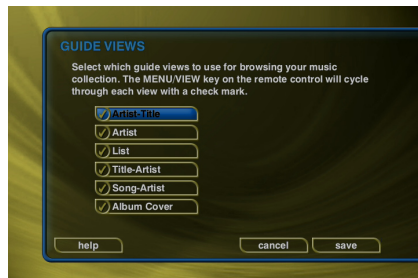 GUIDE VIEWS
Select which guide views to use for browsing your music
collection. The MENU/VIEW key on the remote control will cycle
through each view with a check mark.
Artist-Title
Artist
List
Title-Artist
Song-Artist
Album Cover
help cancel save